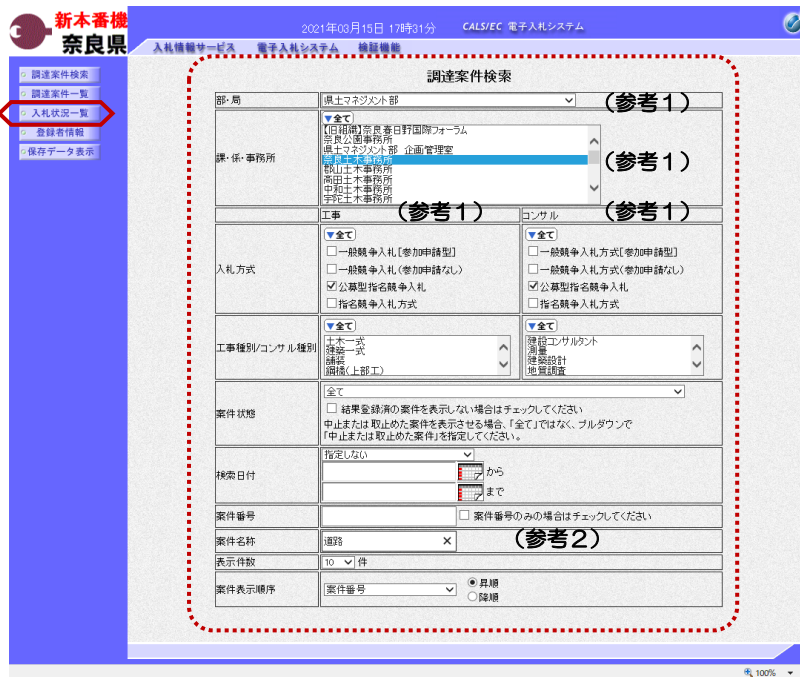 新本番機
奈良県
2021年03月15日 17時31分 CALS/EC 電子入札システム
入札情報サービス 電子入札システム 検証機能
調達案件検索
調達案件一覧
入札状況一覧
登録者情報
保存データ表示
調達案件検索
部・局 県土マネジメント部 (参考1)
課・係・事務所
▼全て
【旧組織】奈良春日野国際フォーラム
奈良公園事務所
県土マネジメント部 企画管理室
奈良土木事務所
郡山土木事務所
高田土木事務所
中和土木事務所
宇陀土木事務所
(参考1)
工事 (参考1) コンサル (参考1)
入札方式
▼全て ▼全て
一般競争入札[参加申請型] 一般競争入札方式[参加申請型]
一般競争入札(参加申請なし) 一般競争入札方式(参加申請なし)
公募型指名競争入札 公募型指名競争入札
指名競争入札方式 指名競争入札方式
工事種別/コンサル種別
▼全て ▼全て
土木一式 建設コンサルタント
建築一式 測量
舗装 建築設計
鋼橋(上部工) 地質調査
案件状態
全て
結果登録済の案件を表示しない場合はチェックしてください
中止または取止めた案件を表示させる場合、「全て」ではなく、プルダウンで
「中止または取止めた案件」を指定してください。
検索日付
指定しない
から
まで
案件番号 案件番号のみの場合はチェックしてください
案件名称 道路 × (参考2)
表示件数 10 件
案件表示順序 案件番号
昇順
降順
100%